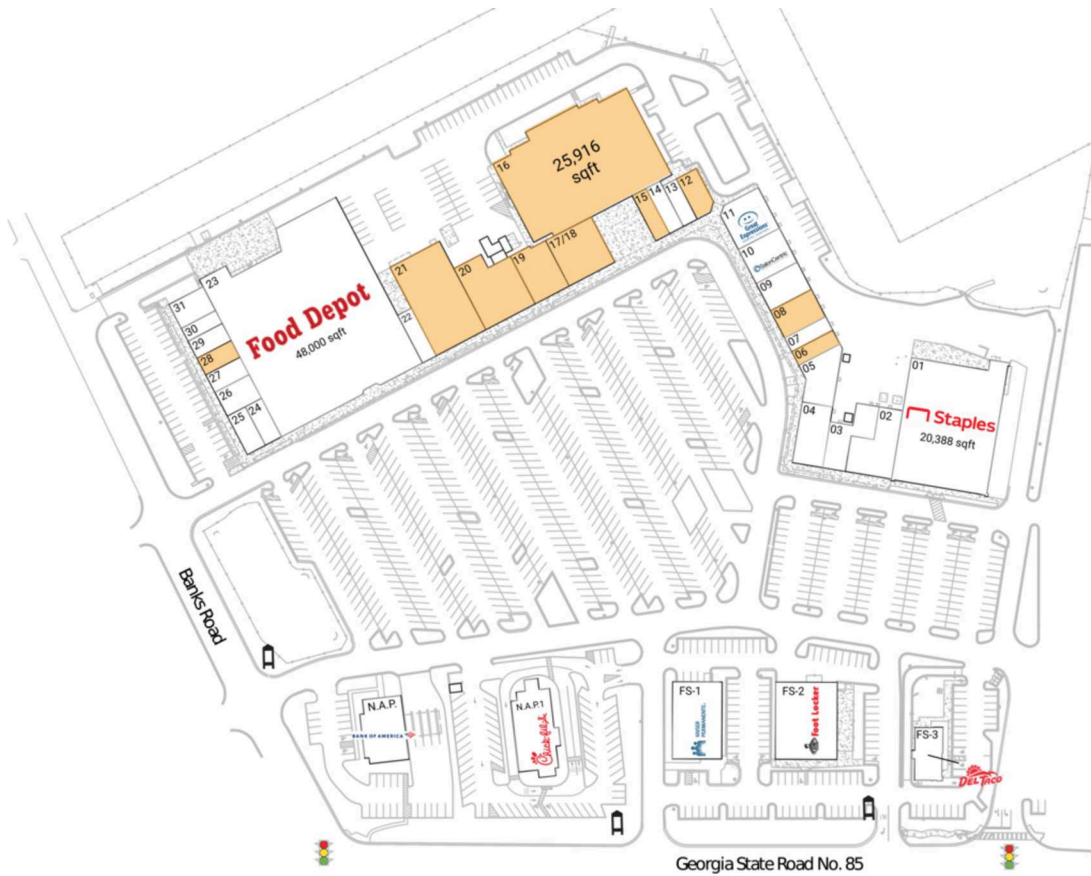 16
25,916
sqft
15
14
13
12
11
Great
Expressions
10
09
08
07
06
05
04
03
02
01
Staples
20,388 sqft
17/18
19
20
21
22
23
Food Depot
48,000 sqft
31
30
29
28
27
26
25
24
Banks Road
N.A.P.
BANK OF AMERICA
N.A.P.1
Chick-fil-A
FS-1
KAISER
PERMANENTE
FS-2
Foot Locker
FS-3
DEL TACO
Georgia State Road No. 85